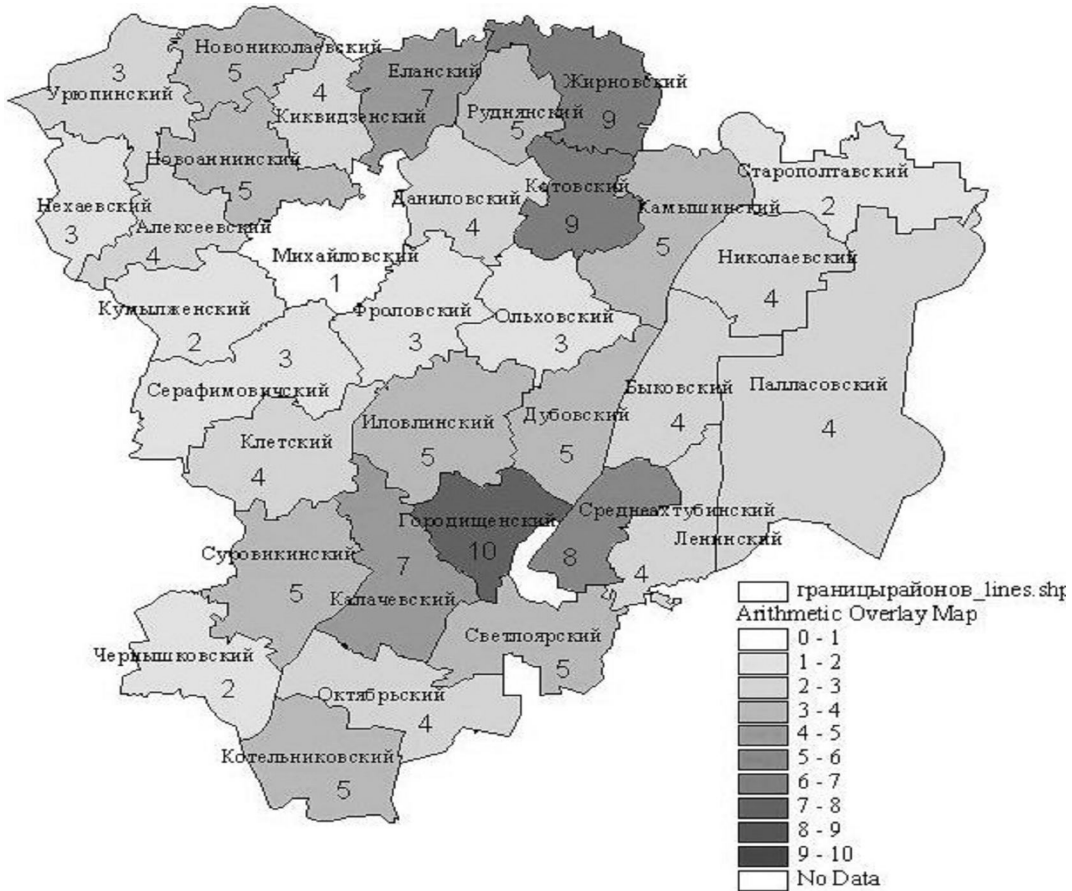 Новониколаевский
5
3
Урюпинский
Еланский
7
4
Киквидзенский
Жирновский
9
Руднянский
5
Новоаннинский
5
Старополтавский
2
Нехаевский
3
Алексеевский
4
Даниловский
4
Котовский
9
Камышинский
5
Михайловский
1
Николаевский
4
Кумылженский
2
Фроловский
3
Ольховский
3
3
Серафимовичский
Быковский
4
Палласовский
4
Иловлинский
5
Дубовский
5
Клетский
4
Городищенский
10
Среднеахтубинский
8
Ленинский
4
Суровикинский
5
7
Калачевский
Светлоярский
5
Чернышковский
2
Октябрьский
4
Котельниковский
5
границырайонов_lines.shp
Arithmetic Overlay Map
0 - 1
1 - 2
2 - 3
3 - 4
4 - 5
5 - 6
6 - 7
7 - 8
8 - 9
9 - 10
No Data